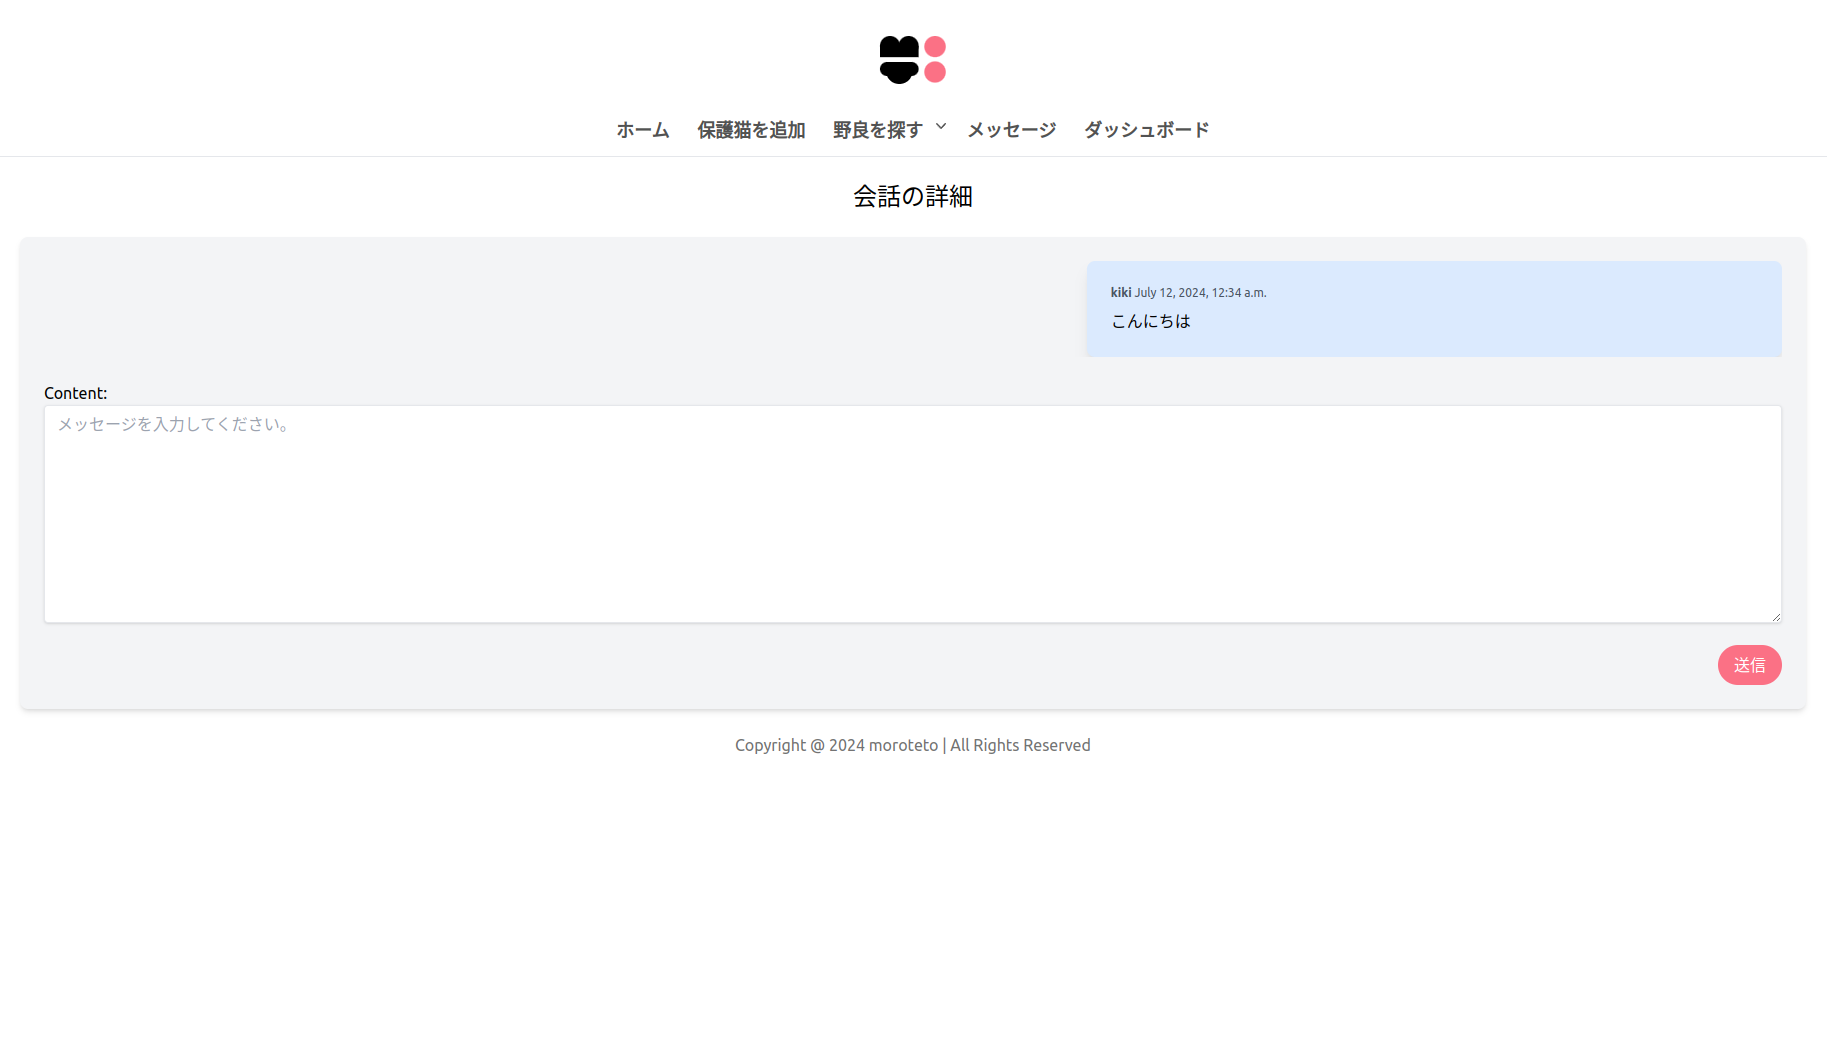 ホーム 保護猫を追加 野良を探す メッセージ ダッシュボード
会話の詳細
kiki July 12, 2024, 12:34 a.m.
こんにちは
Content:
メッセージを入力してください。
送信
Copyright @ 2024 moroteto | All Rights Reserved